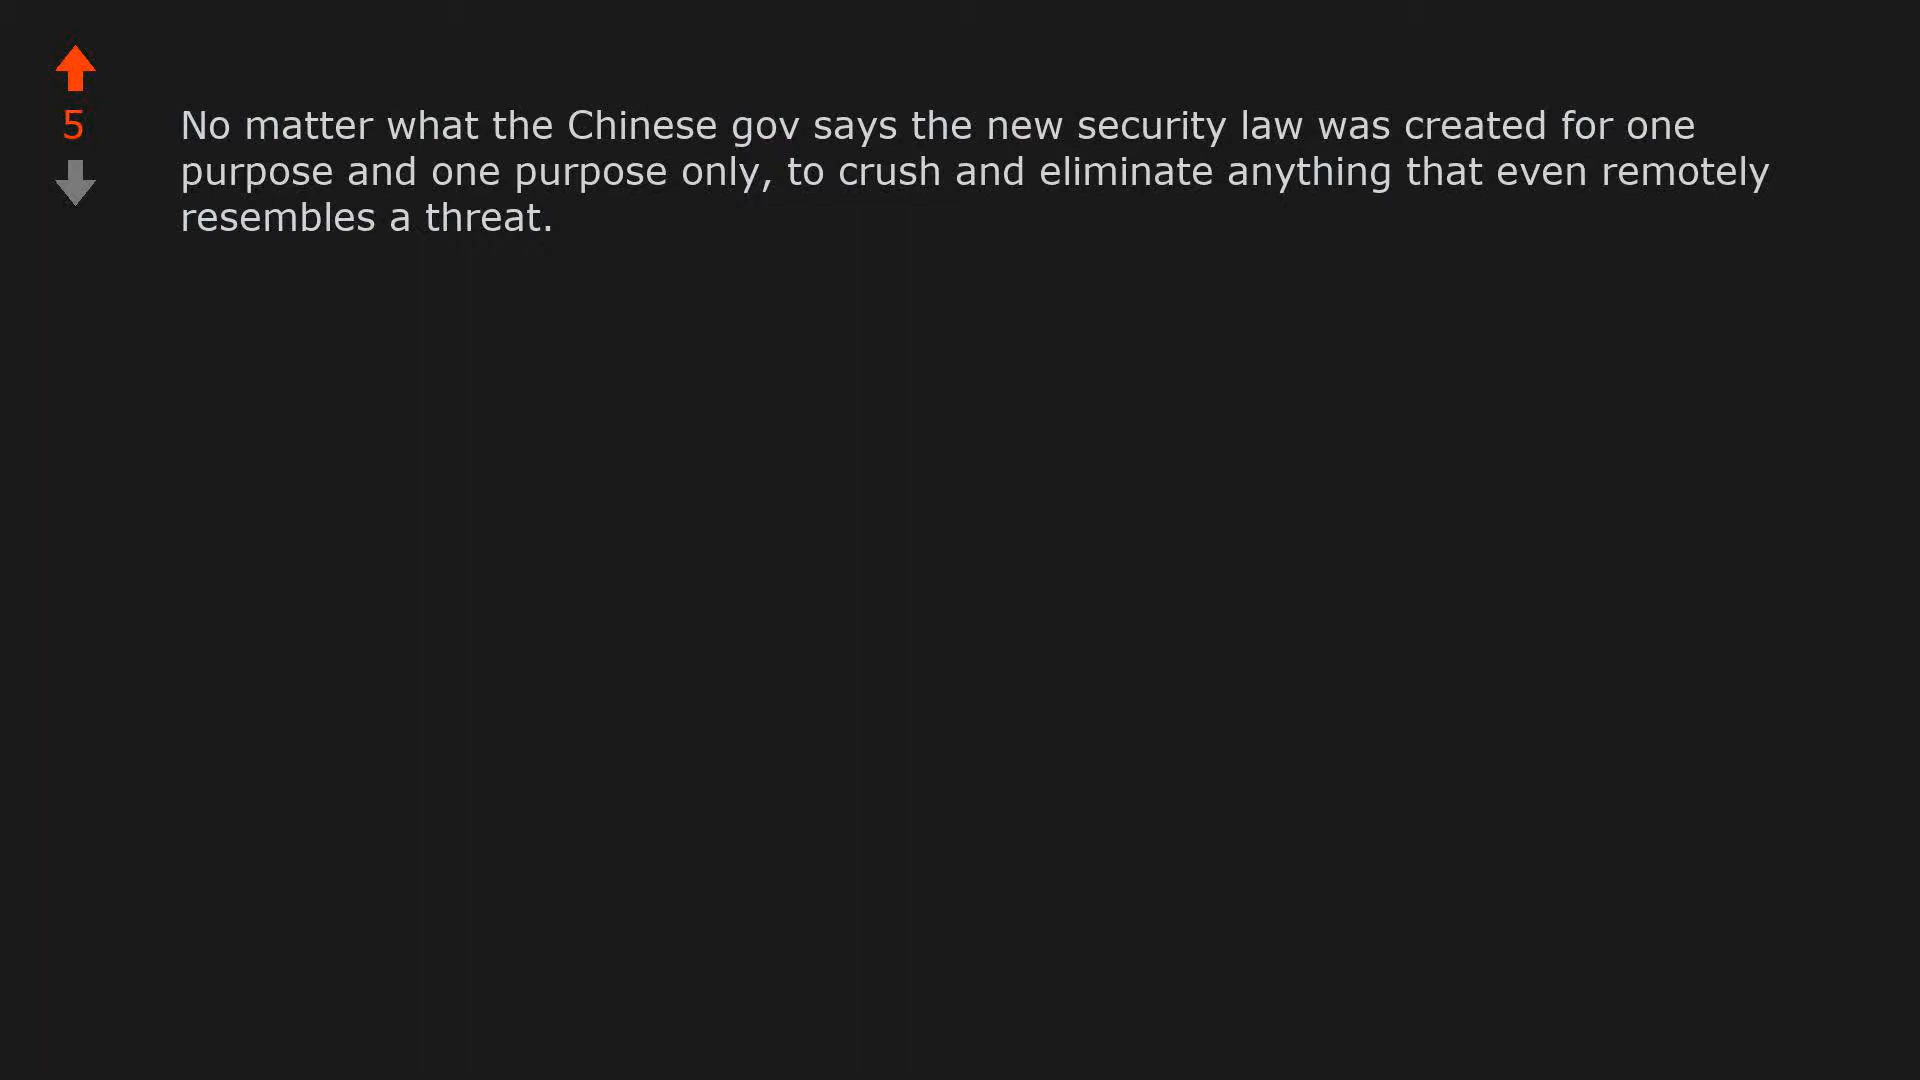 5
No matter what the Chinese gov says the new security law was created for one
purpose and one purpose only, to crush and eliminate anything that even remotely
resembles a threat.